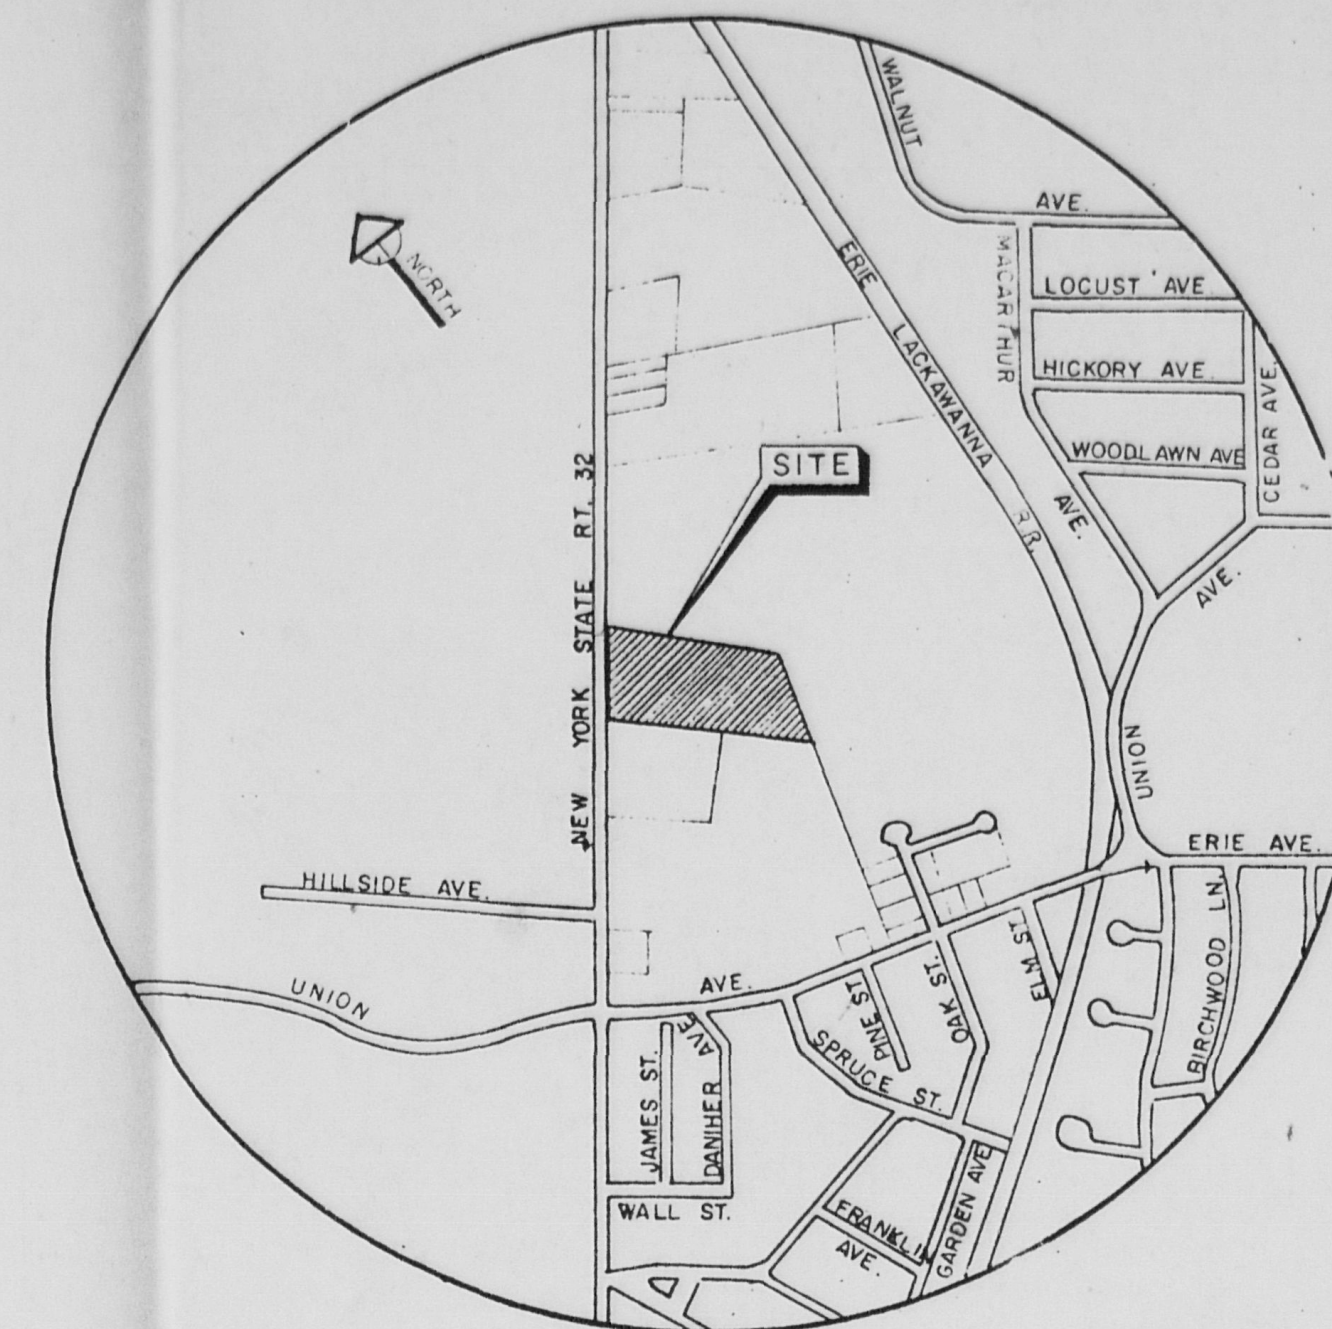 WALNUT
AVE.
NORTH
MACARTHUR
AVE.
LOCUST AVE.
HICKORY AVE.
WOODLAWN AVE
CEDAR AVE.
ERIE LACKAWANNA R.R.
SITE
NEW YORK STATE RT. 32
AVE.
UNION
ERIE AVE.
HILLSIDE AVE.
UNION
AVE.
PINE ST.
OAK ST.
ELM ST.
BIRCHWOOD LN.
SPRUCE ST.
JAMES ST.
DANIHER AVE
WALL ST.
FRANKLIN
AVE.
GARDEN AVE